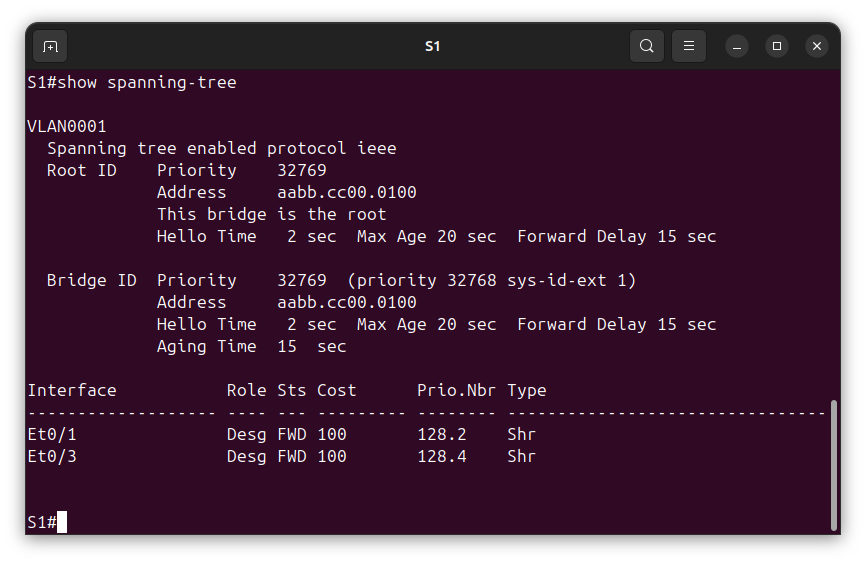 S1
S1#show spanning-tree

VLAN0001
  Spanning tree enabled protocol ieee
  Root ID    Priority    32769
             Address     aabb.cc00.0100
             This bridge is the root
             Hello Time   2 sec  Max Age 20 sec  Forward Delay 15 sec

  Bridge ID  Priority    32769  (priority 32768 sys-id-ext 1)
             Address     aabb.cc00.0100
             Hello Time   2 sec  Max Age 20 sec  Forward Delay 15 sec
             Aging Time  15  sec

Interface           Role Sts Cost      Prio.Nbr Type
------------------- ---- --- --------- -------- --------------------------------
Et0/1               Desg FWD 100       128.2    Shr
Et0/3               Desg FWD 100       128.4    Shr


S1#